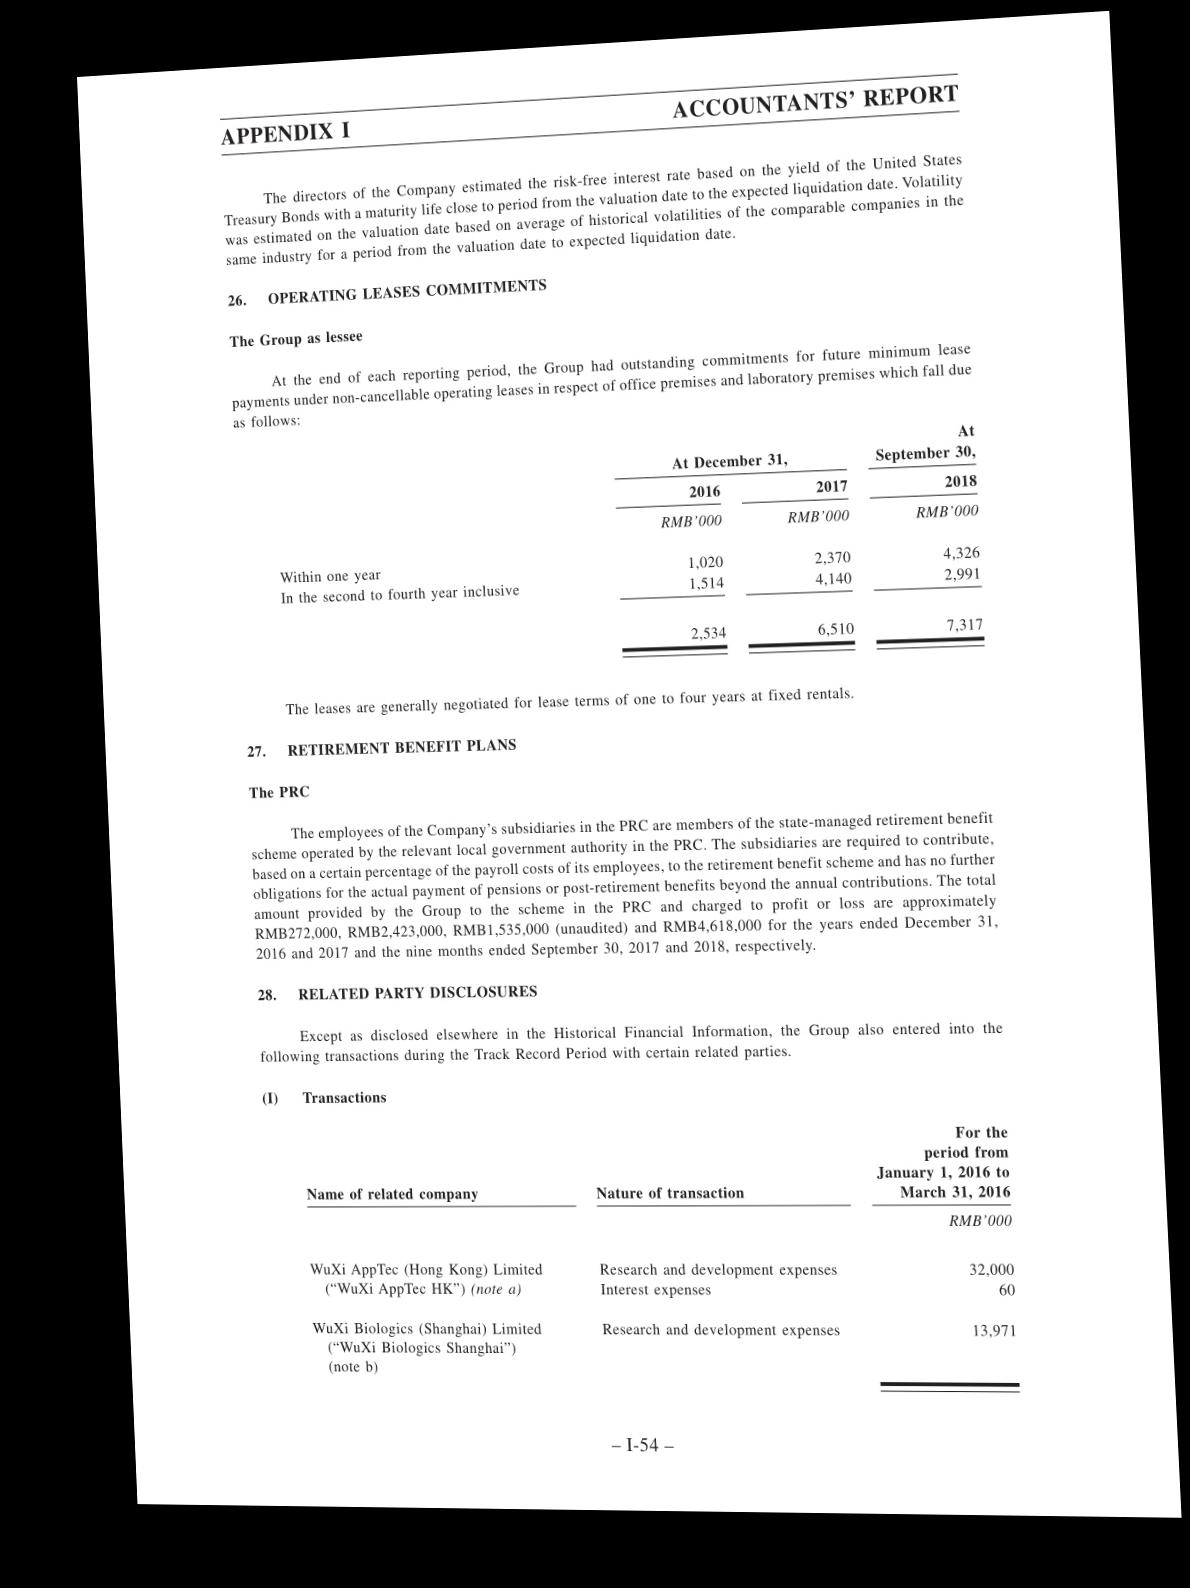 APPENDIX I ACCOUNTANTS’ REPORT
The directors of the Company estimated the risk-free interest rate based on the yield of the United States
Treasury Bonds with a maturity life close to period from the valuation date to the expected liquidation date. Volatility
was estimated on the valuation date based on average of historical volatilities of the comparable companies in the
same industry for a period from the valuation date to expected liquidation date.
26. OPERATING LEASES COMMITMENTS
The Group as lessee
At the end of each reporting period, the Group had outstanding commitments for future minimum lease
payments under non-cancellable operating leases in respect of office premises and laboratory premises which fall due
as follows:
At
At December 31, September 30,
2016 2017 2018
RMB’000 RMB’000 RMB’000
Within one year 1,020 2,370 4,326
In the second to fourth year inclusive 1,514 4,140 2,991
2,534 6,510 7,317
The leases are generally negotiated for lease terms of one to four years at fixed rentals.
27. RETIREMENT BENEFIT PLANS
The PRC
The employees of the Company’s subsidiaries in the PRC are members of the state-managed retirement benefit
scheme operated by the relevant local government authority in the PRC. The subsidiaries are required to contribute,
based on a certain percentage of the payroll costs of its employees, to the retirement benefit scheme and has no further
obligations for the actual payment of pensions or post-retirement benefits beyond the annual contributions. The total
amount provided by the Group to the scheme in the PRC and charged to profit or loss are approximately
RMB272,000, RMB2,423,000, RMB1,535,000 (unaudited) and RMB4,618,000 for the years ended December 31,
2016 and 2017 and the nine months ended September 30, 2017 and 2018, respectively.
28. RELATED PARTY DISCLOSURES
Except as disclosed elsewhere in the Historical Financial Information, the Group also entered into the
following transactions during the Track Record Period with certain related parties.
(I) Transactions
For the
period from
January 1, 2016 to
Name of related company Nature of transaction March 31, 2016
RMB’000
WuXi AppTec (Hong Kong) Limited Research and development expenses 32,000
(“WuXi AppTec HK”) (note a) Interest expenses 60
WuXi Biologics (Shanghai) Limited Research and development expenses 13,971
(“WuXi Biologics Shanghai”)
(note b)
– I-54 –